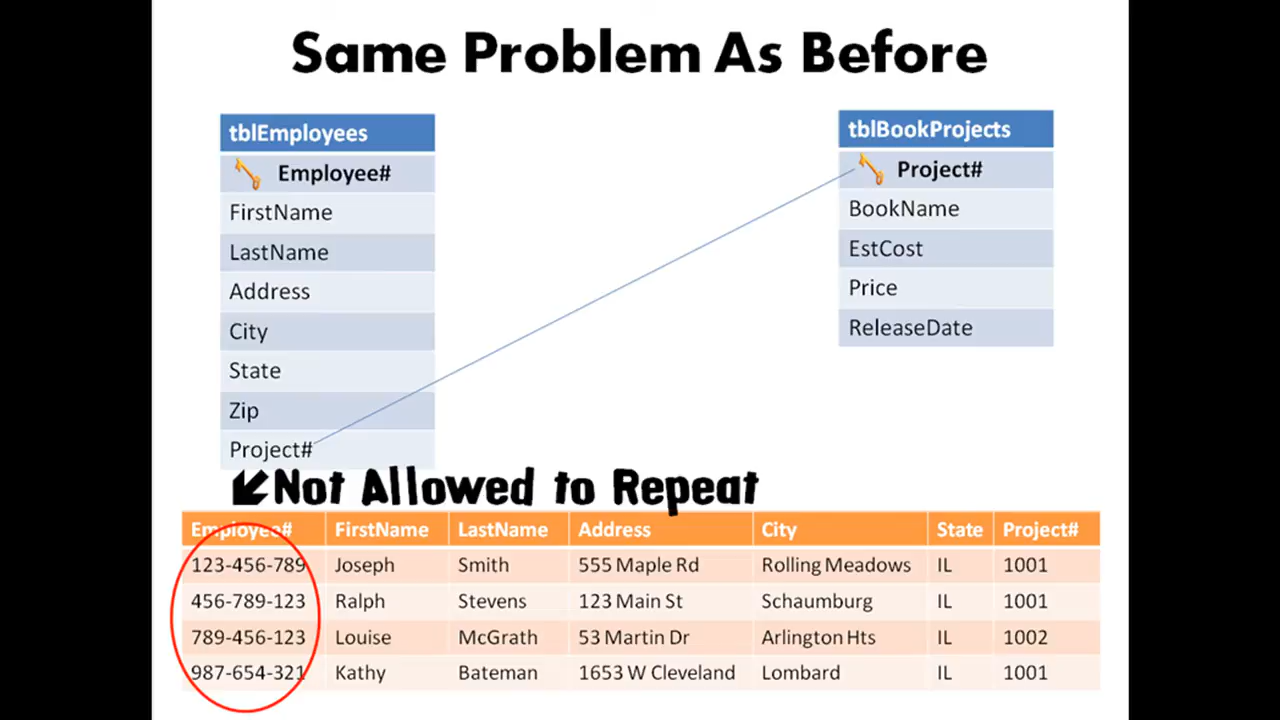 Same Problem As Before
tblEmployees
Employee#
FirstName
LastName
Address
City
State
Zip
Project#
tblBookProjects
Project#
BookName
EstCost
Price
ReleaseDate
Not Allowed to Repeat
Employee# FirstName LastName Address City State Project#
123-456-789 Joseph Smith 555 Maple Rd Rolling Meadows IL 1001
456-789-123 Ralph Stevens 123 Main St Schaumburg IL 1001
789-456-123 Louise McGrath 53 Martin Dr Arlington Hts IL 1002
987-654-321 Kathy Bateman 1653 W Cleveland Lombard IL 1001